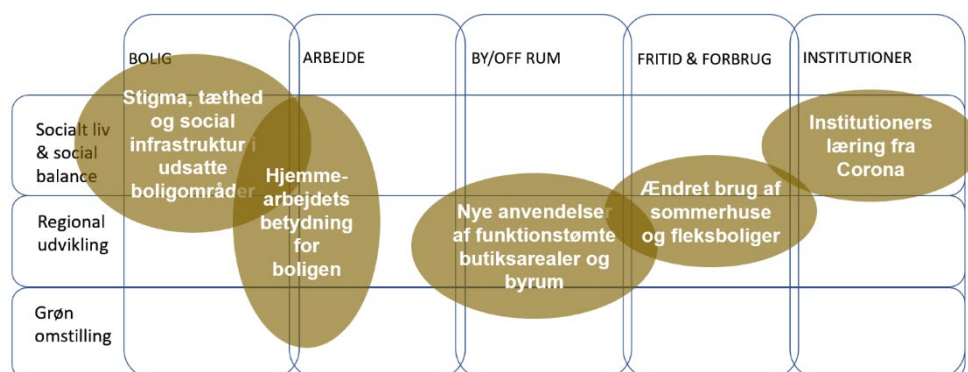 BOLIG
ARBEJDE
BY/OFF RUM
FRITID & FORBRUG
INSTITUTIONER
Socialt liv
& social
balance
Regional
udvikling
Grøn
omstilling
Stigma, tæthed
og social
infrastruktur i
udsatte
boligområder
Hjemme-
arbejdets
betydning
for
boligen
Nye anvendelser
af funktionstømte
butiksarealer og
byrum
Ændret brug af
sommerhuse
og fleksboliger
Institutioners
læring fra
Corona